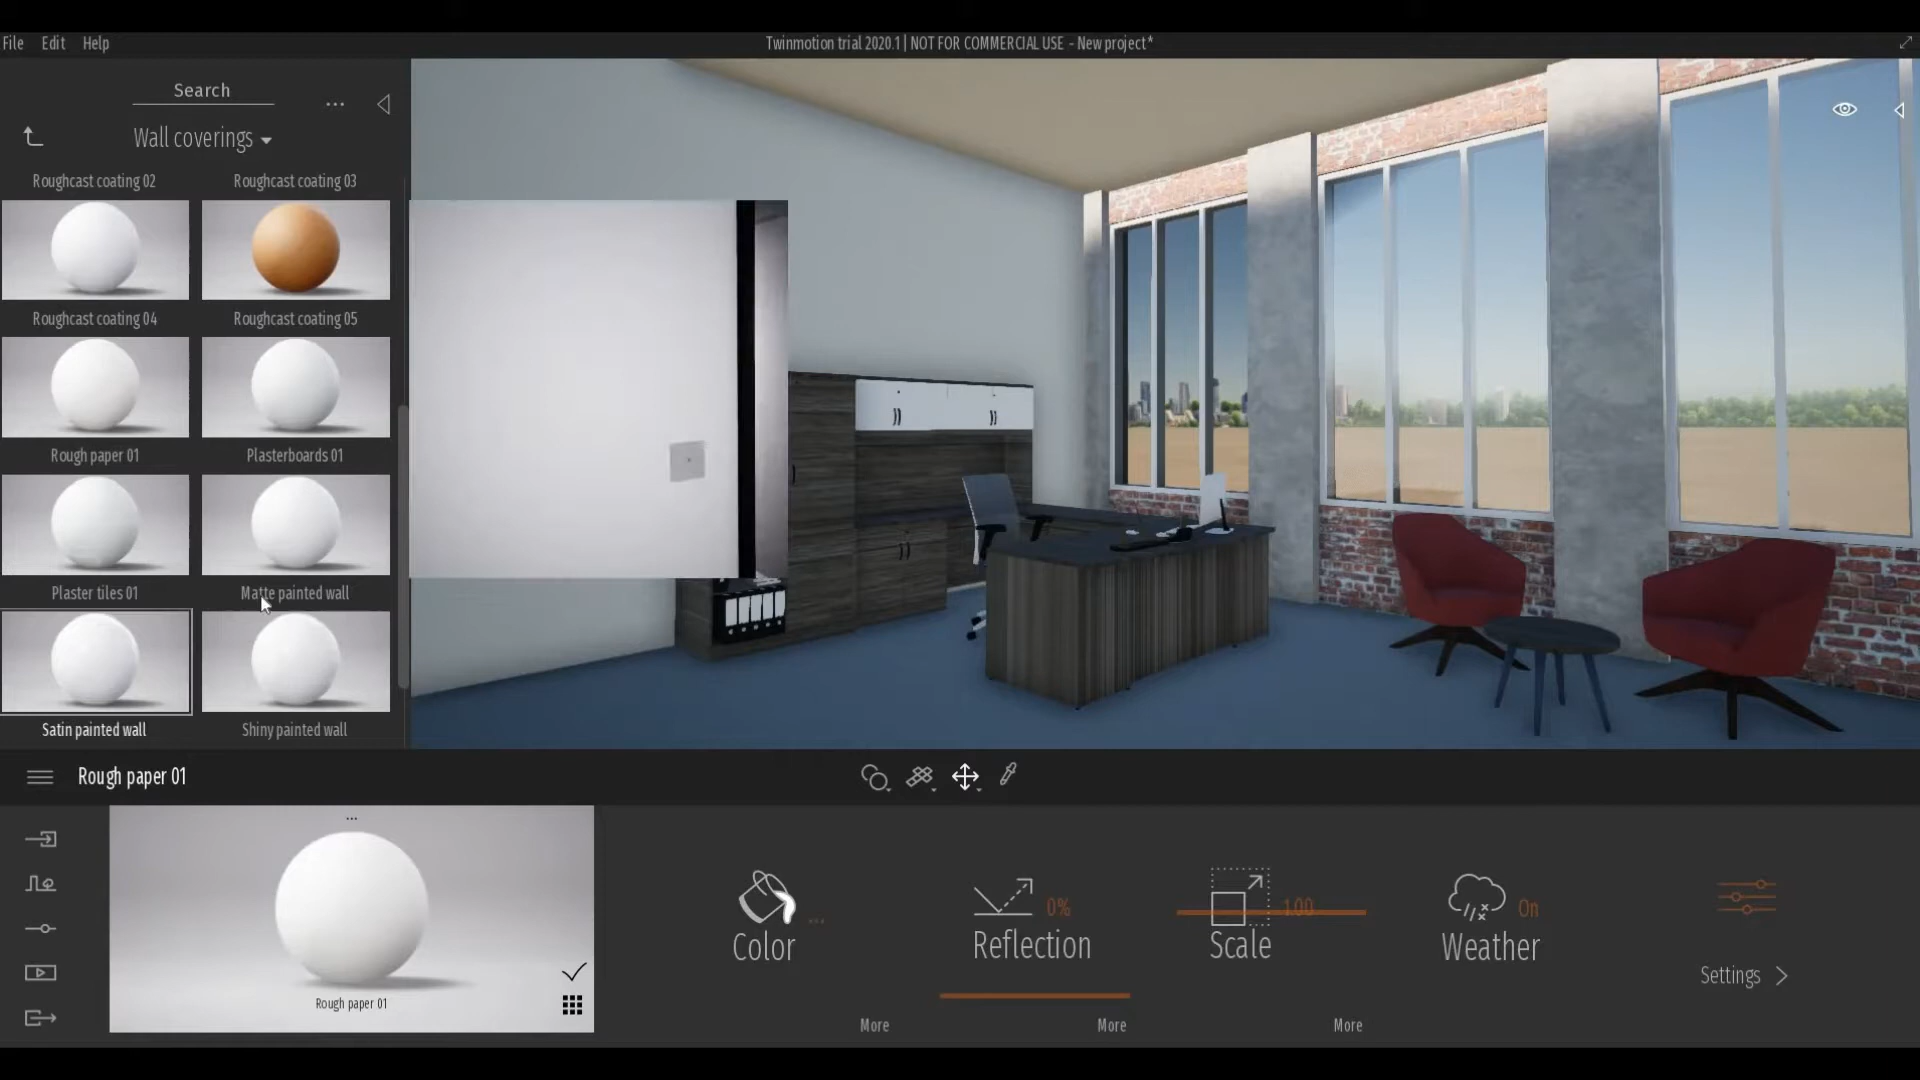 File Edit Help
Twinmotion trial 2020.1 | NOT FOR COMMERCIAL USE - New project*
Search
...
Wall coverings
Roughcast coating 02
Roughcast coating 03
Roughcast coating 04
Roughcast coating 05
Rough paper 01
Plasterboards 01
Plaster tiles 01
Matte painted wall
Satin painted wall
Shiny painted wall
Rough paper 01
...
Rough paper 01
...
Color
More
0%
Reflection
More
1.00
Scale
More
On
Weather
Settings